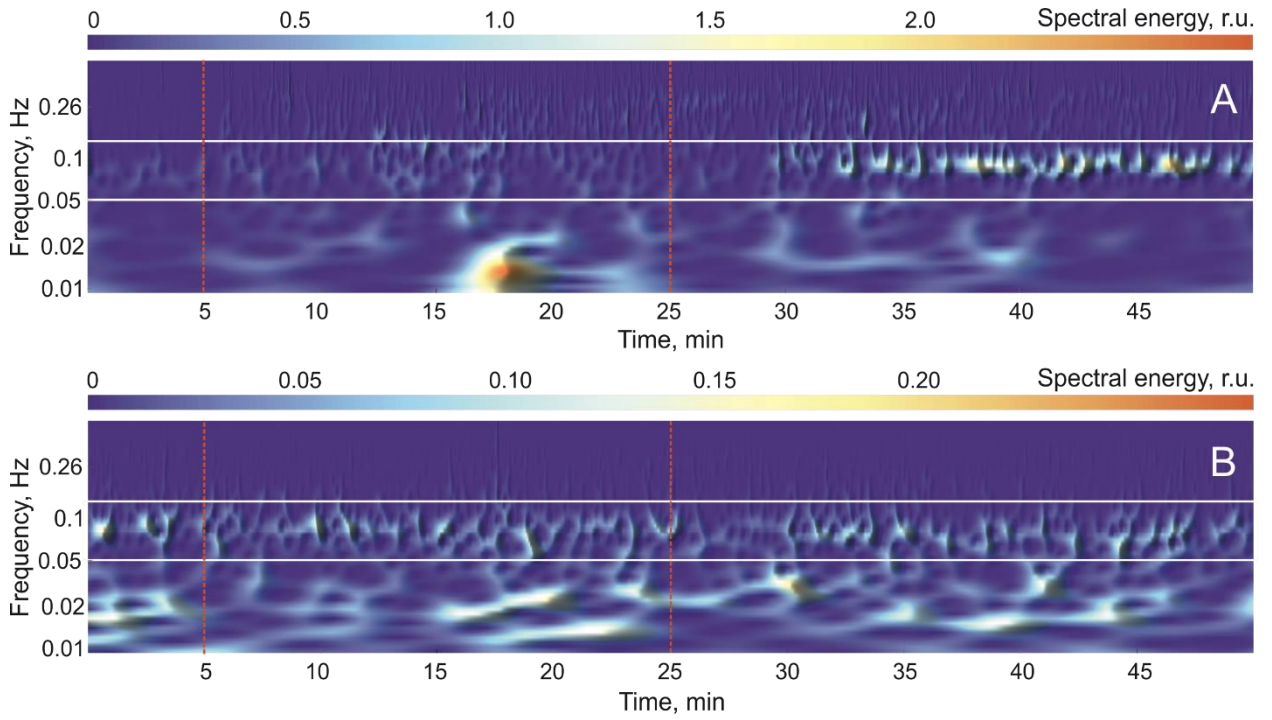 0 0.5 1.0 1.5 2.0 Spectral energy, r.u.
A
Frequency, Hz
0.26
0.1
0.05
0.02
0.01
5 10 15 20 25 30 35 40 45
Time, min
0 0.05 0.10 0.15 0.20 Spectral energy, r.u.
B
Frequency, Hz
0.26
0.1
0.05
0.02
0.01
5 10 15 20 25 30 35 40 45
Time, min